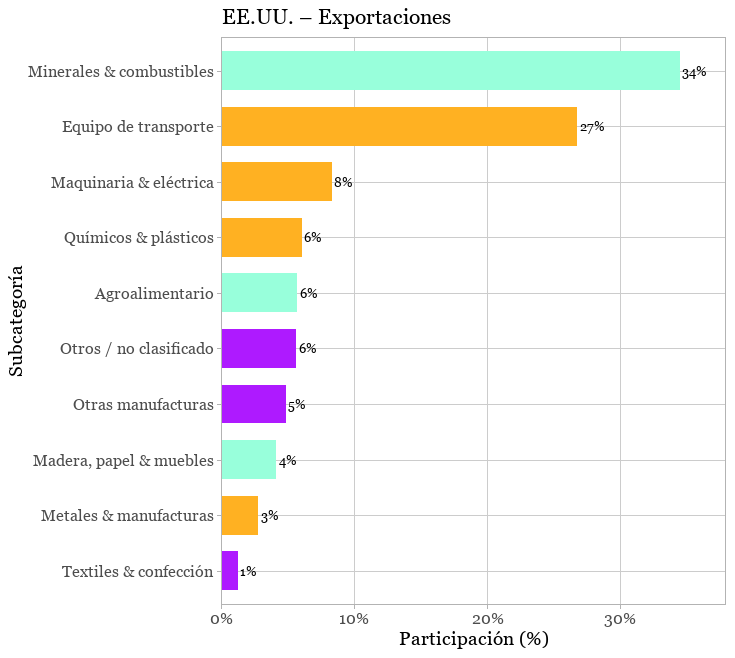 EE.UU. – Exportaciones
Subcategoría
Minerales & combustibles 34%
Equipo de transporte 27%
Maquinaria & eléctrica 8%
Químicos & plásticos 6%
Agroalimentario 6%
Otros / no clasificado 6%
Otras manufacturas 5%
Madera, papel & muebles 4%
Metales & manufacturas 3%
Textiles & confección 1%
0% 10% 20% 30%
Participación (%)